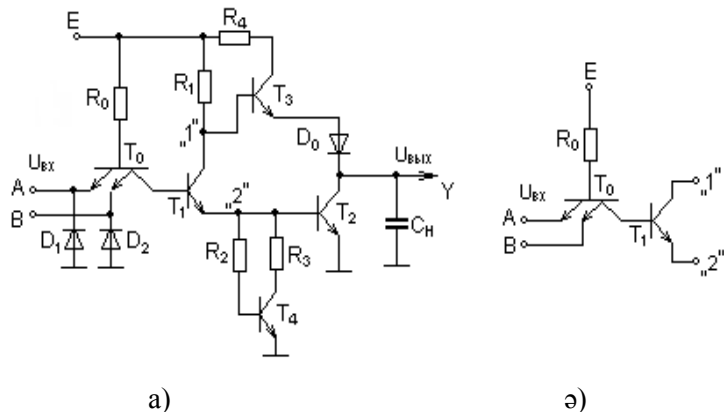 E
R4
R1
R0
T3
„1"
D0
Uвх
T0
Uвых
A
Y
„2"
B
T1
T2
Cн
D1
D2
R2
R3
T4
E
R0
Uвх
T0
„1"
A
B
T1
„2"
а)
ә)